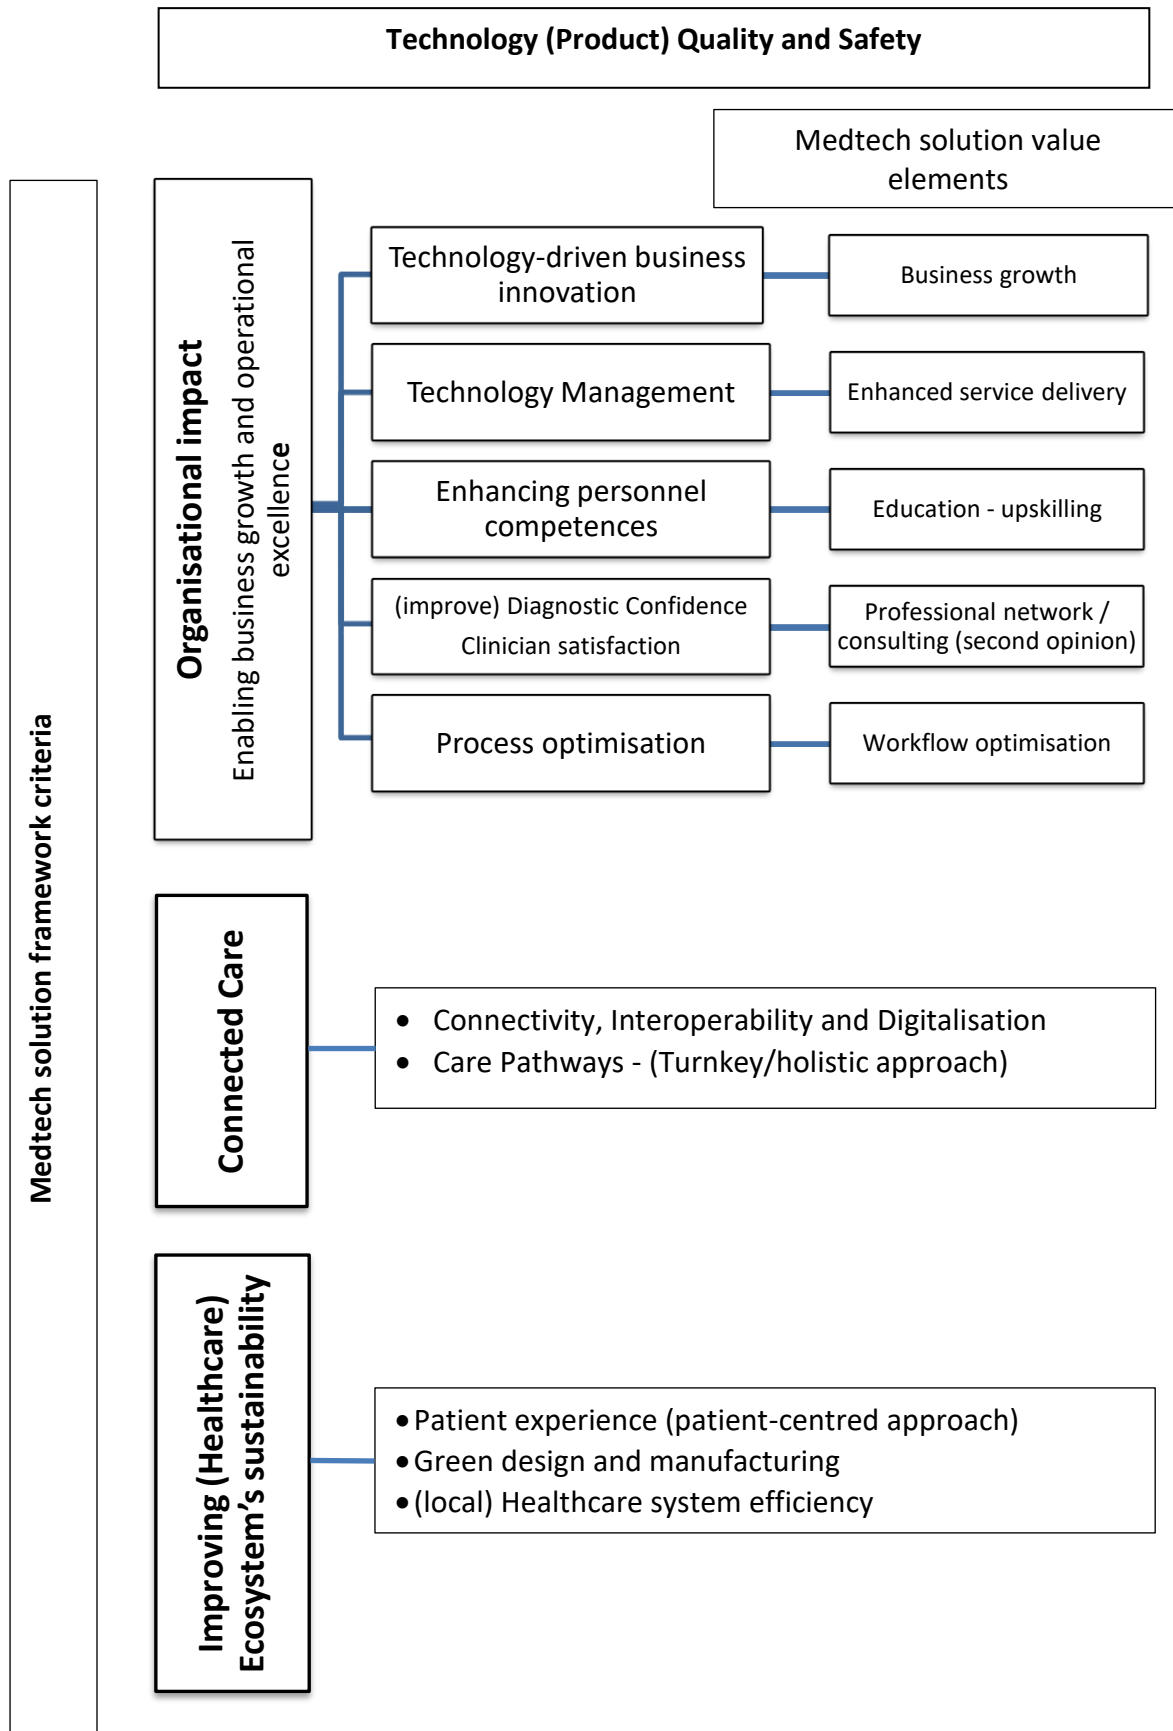 Technology (Product) Quality and Safety
Medtech solution value
elements
Medtech solution framework criteria
Organisational impact
Enabling business growth and operational
excellence
Technology-driven business
innovation
Business growth
Technology Management
Enhanced service delivery
Enhancing personnel
competences
Education - upskilling
(improve) Diagnostic Confidence
Clinician satisfaction
Professional network /
consulting (second opinion)
Process optimisation
Workflow optimisation
Connected Care
• Connectivity, Interoperability and Digitalisation
• Care Pathways - (Turnkey/holistic approach)
Improving (Healthcare)
Ecosystem’s sustainability
• Patient experience (patient-centred approach)
• Green design and manufacturing
• (local) Healthcare system efficiency